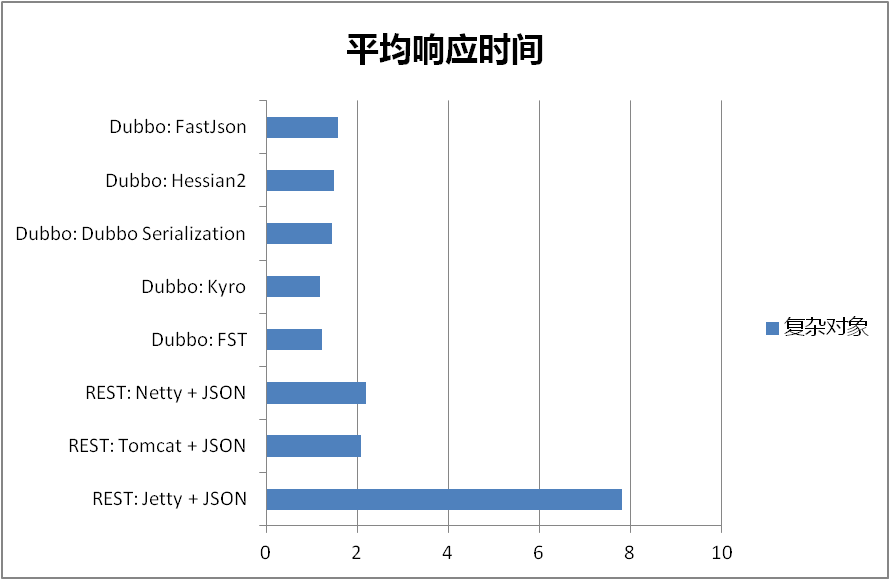 平均响应时间
Dubbo: FastJson
Dubbo: Hessian2
Dubbo: Dubbo Serialization
Dubbo: Kyro
Dubbo: FST
REST: Netty + JSON
REST: Tomcat + JSON
REST: Jetty + JSON
0 2 4 6 8 10
复杂对象